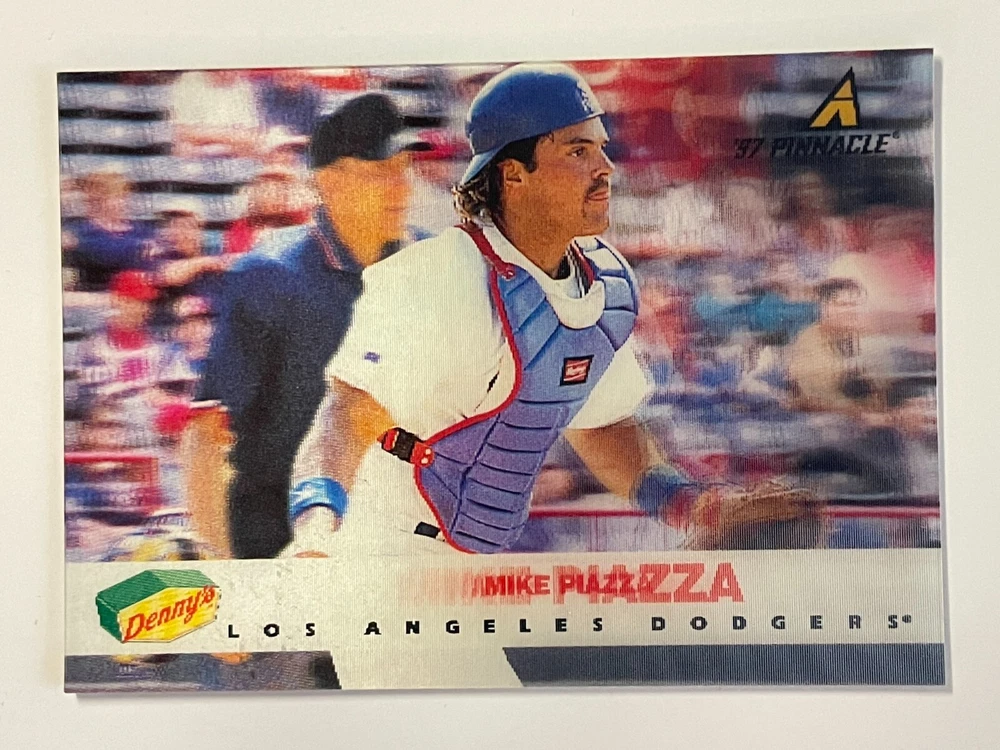 '97 PINNACLE®
MIKE PIAZZA
Denny's
LOS ANGELES DODGERS®